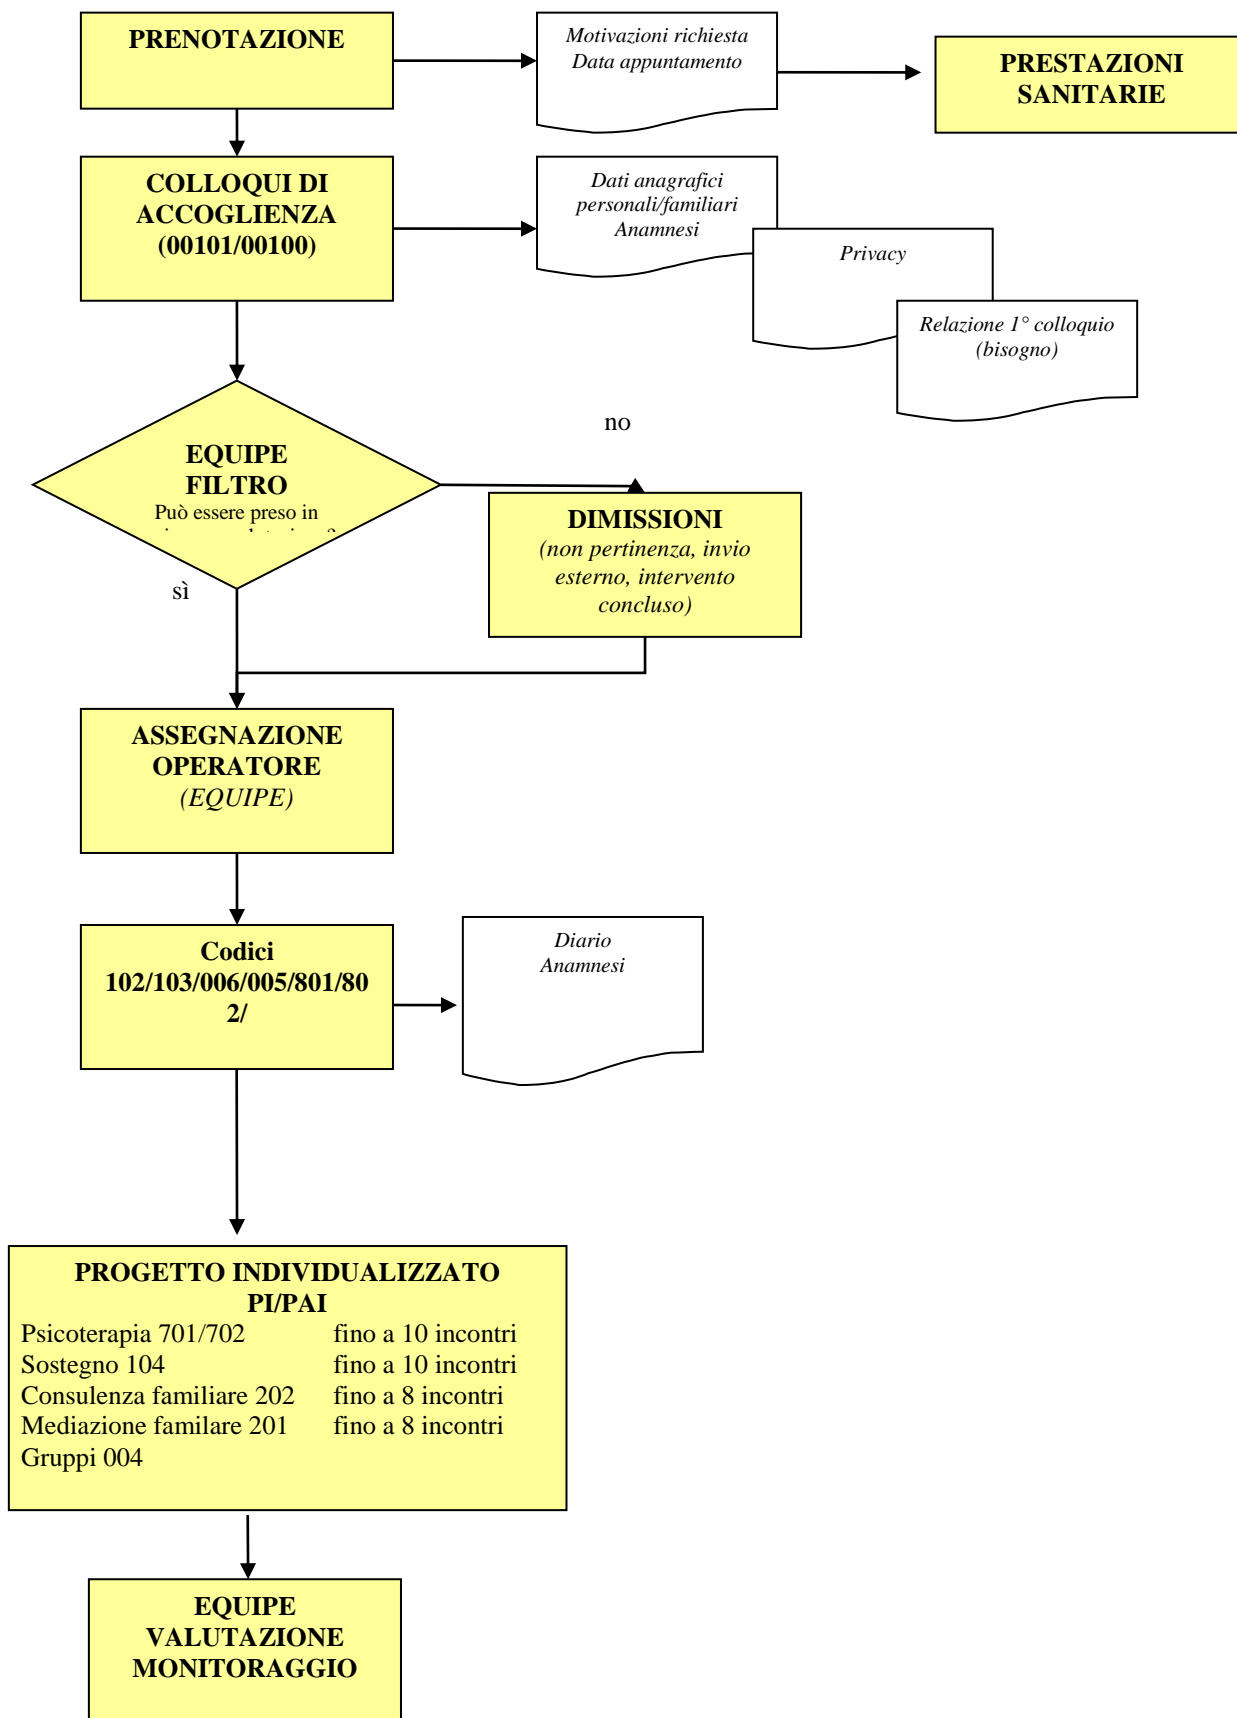 PRENOTAZIONE
Motivazioni richiesta
Data appuntamento
PRESTAZIONI
SANITARIE
COLLOQUI DI
ACCOGLIENZA
(00101/00100)
Dati anagrafici
personali/familiari
Anamnesi
Privacy
Relazione 1° colloquio
(bisogno)
no
EQUIPE
FILTRO
Può essere preso in
DIMISSIONI
(non pertinenza, invio
esterno, intervento
concluso)
sì
ASSEGNAZIONE
OPERATORE
(EQUIPE)
Codici
102/103/006/005/801/80
2/
Diario
Anamnesi
PROGETTO INDIVIDUALIZZATO
PI/PAI
Psicoterapia 701/702 fino a 10 incontri
Sostegno 104 fino a 10 incontri
Consulenza familiare 202 fino a 8 incontri
Mediazione familare 201 fino a 8 incontri
Gruppi 004
EQUIPE
VALUTAZIONE
MONITORAGGIO